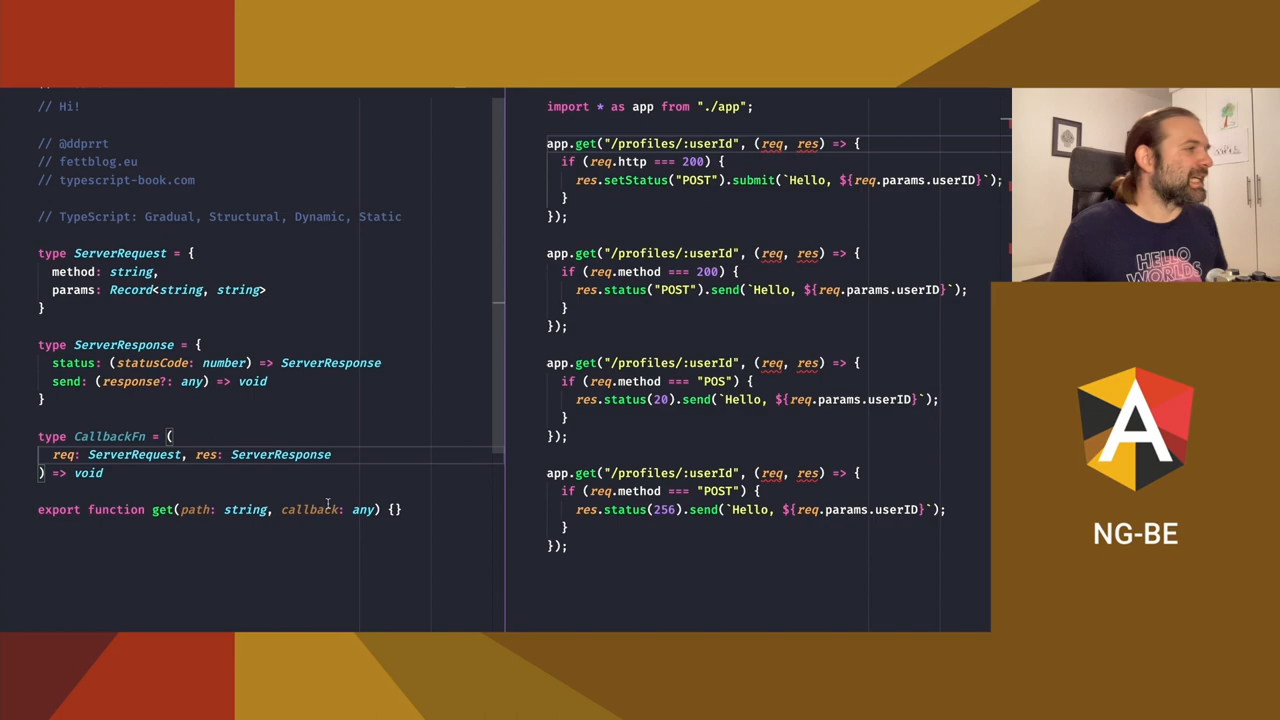 // Hi!
// @ddprrt
// fettblog.eu
// typescript-book.com
// TypeScript: Gradual, Structural, Dynamic, Static
type ServerRequest = {
method: string,
params: Record<string, string>
}
type ServerResponse = {
status: (statusCode: number) => ServerResponse
send: (response?: any) => void
}
type CallbackFn = (
req: ServerRequest, res: ServerResponse
) => void
export function get(path: string, callback: any) {}
import * as app from "./app";
app.get("/profiles/:userId", (req, res) => {
if (req.http === 200) {
res.setStatus("POST").submit(`Hello, ${req.params.userID}`);
}
});
app.get("/profiles/:userId", (req, res) => {
if (req.method === 200) {
res.status("POST").send(`Hello, ${req.params.userID}`);
}
});
app.get("/profiles/:userId", (req, res) => {
if (req.method === "POS") {
res.status(20).send(`Hello, ${req.params.userID}`);
}
});
app.get("/profiles/:userId", (req, res) => {
if (req.method === "POST") {
res.status(256).send(`Hello, ${req.params.userID}`);
}
});
HELLO
WORLDS
A
NG-BE